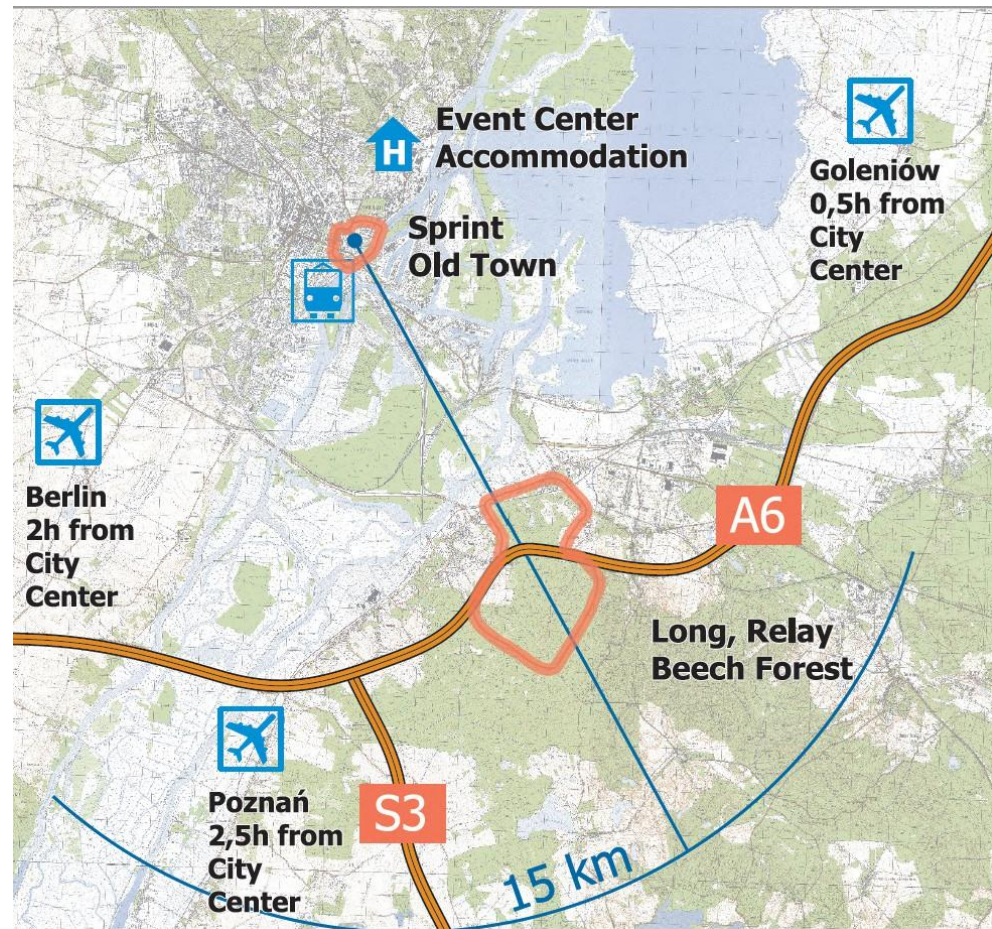 Event Center
Accommodation
H
Goleniów
0,5h from
City
Center
Sprint
Old Town
Berlin
2h from
City
Center
A6
Long, Relay
Beech Forest
Poznań
2,5h from
City
Center
S3
15 km